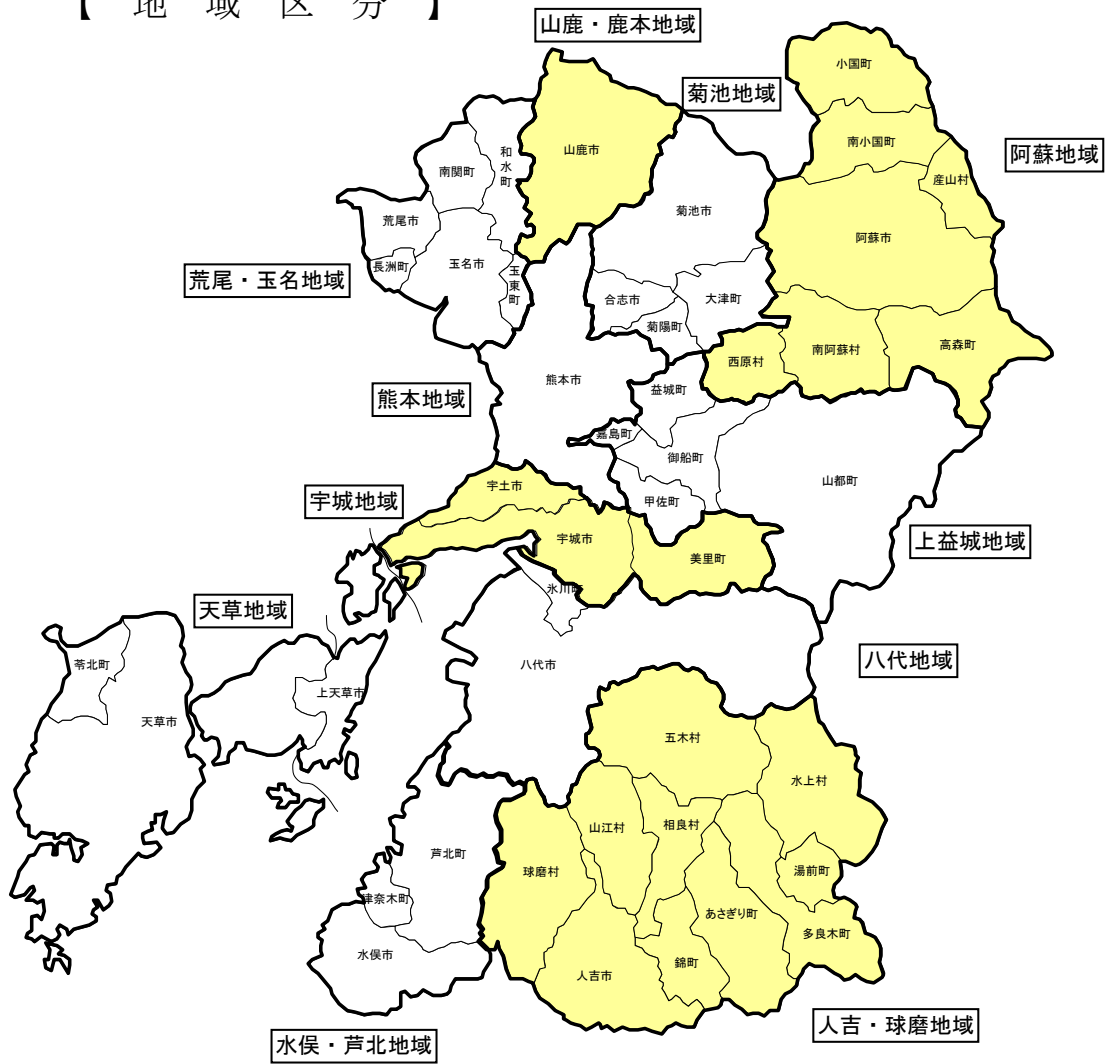 【 地 域 区 分 】
山鹿・鹿本地域
小国町
菊池地域
南小国町
和水町
山鹿市
阿蘇地域
南関町
産山村
菊池市
荒尾市
阿蘇市
長洲町
玉名市
荒尾・玉名地域
玉東町
合志市
大津町
菊陽町
南阿蘇村
高森町
西原村
熊本市
益城町
熊本地域
嘉島町
御船町
山都町
宇土市
宇城地域
甲佐町
宇城市
上益城地域
美里町
氷川町
天草地域
八代地域
苓北町
八代市
上天草市
天草市
五木村
水上村
山江村
相良村
芦北町
球磨村
湯前町
津奈木町
あさぎり町
多良木町
水俣市
錦町
人吉市
人吉・球磨地域
水俣・芦北地域